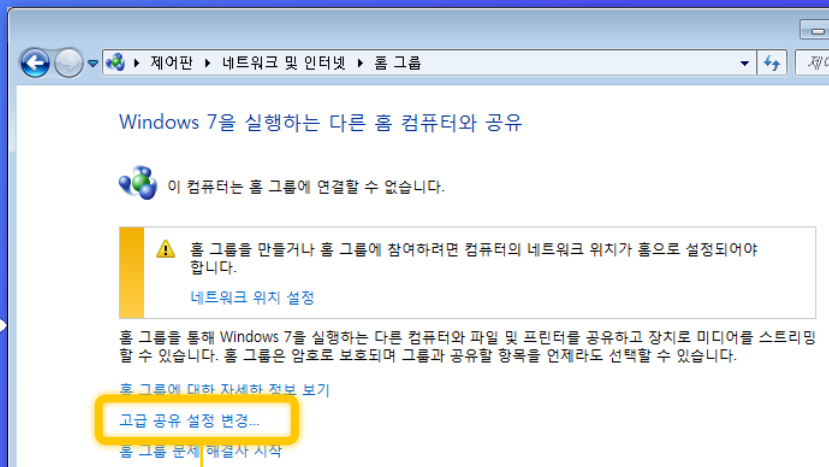 제어판 ▸ 네트워크 및 인터넷 ▸ 홈 그룹
Windows 7을 실행하는 다른 홈 컴퓨터와 공유
이 컴퓨터는 홈 그룹에 연결할 수 없습니다.
홈 그룹을 만들거나 홈 그룹에 참여하려면 컴퓨터의 네트워크 위치가 홈으로 설정되어야
합니다.
네트워크 위치 설정
홈 그룹을 통해 Windows 7을 실행하는 다른 컴퓨터와 파일 및 프린터를 공유하고 장치로 미디어를 스트리밍
할 수 있습니다. 홈 그룹은 암호로 보호되며 그룹과 공유할 항목을 언제라도 선택할 수 있습니다.
홈 그룹에 대한 자세한 정보 보기
고급 공유 설정 변경...
홈 그룹 문제 해결사 시작